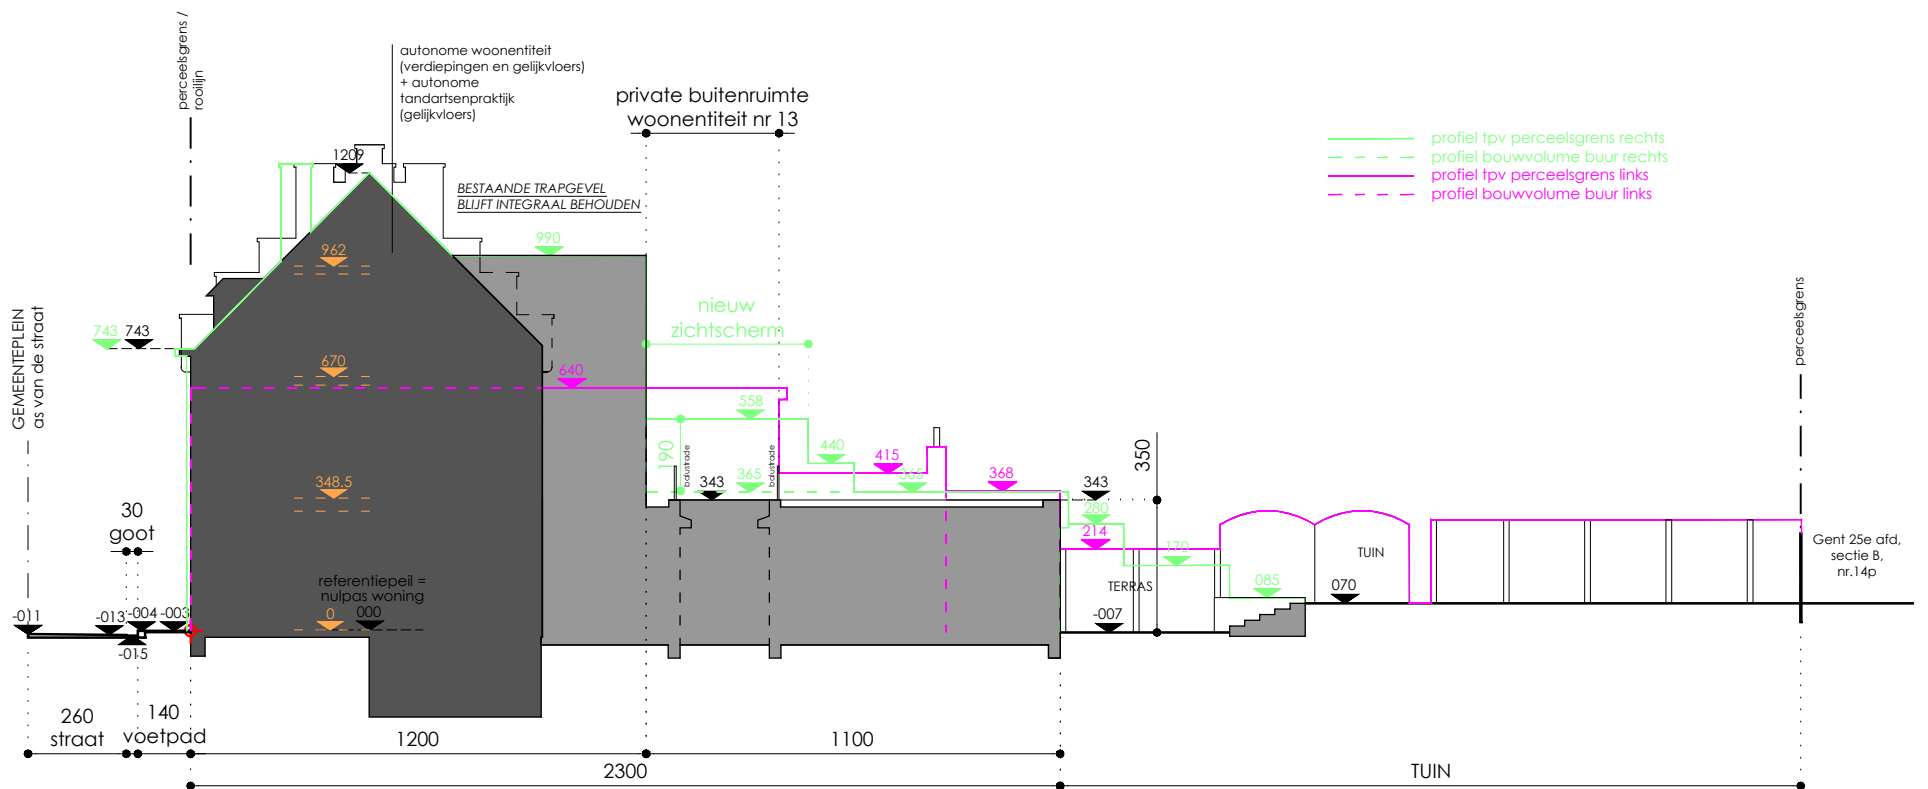 perceelsgrens /
rooilijn
autonome woonentiteit
(verdiepingen en gelijkvloers)
+ autonome
tandartsenpraktijk
(gelijkvloers)
private buitenruimte
woonentiteit nr 13
profiel tpv perceelsgrens rechts
profiel bouwvolume buur rechts
profiel tpv perceelsgrens links
profiel bouwvolume buur links
1209
BESTAANDE TRAPGEVEL
BLIJFT INTEGRAAL BEHOUDEN
990
962
nieuw
zichtscherm
743
743
GEMEENTEPLEIN
as van de straat
perceelsgrens
670
640
558
190
balustrade
balustrade
440
415
365
365
368
343
343
350
348.5
280
214
170
085
30
goot
TERRAS
TUIN
070
-007
Gent 25e afd,
sectie B,
nr.14p
referentiepeil =
nulpas woning
0
000
-011
-013
-004
-003
-015
260
straat
140
voetpad
1200
1100
2300
TUIN